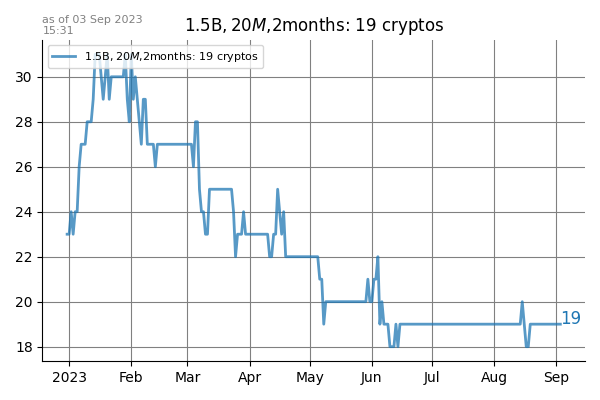 as of 03 Sep 2023
15:31
1.5B, 20M,2months: 19 cryptos
1.5B, 20M,2months: 19 cryptos
30
28
26
24
22
20
18
19
2023 Feb Mar Apr May Jun Jul Aug Sep